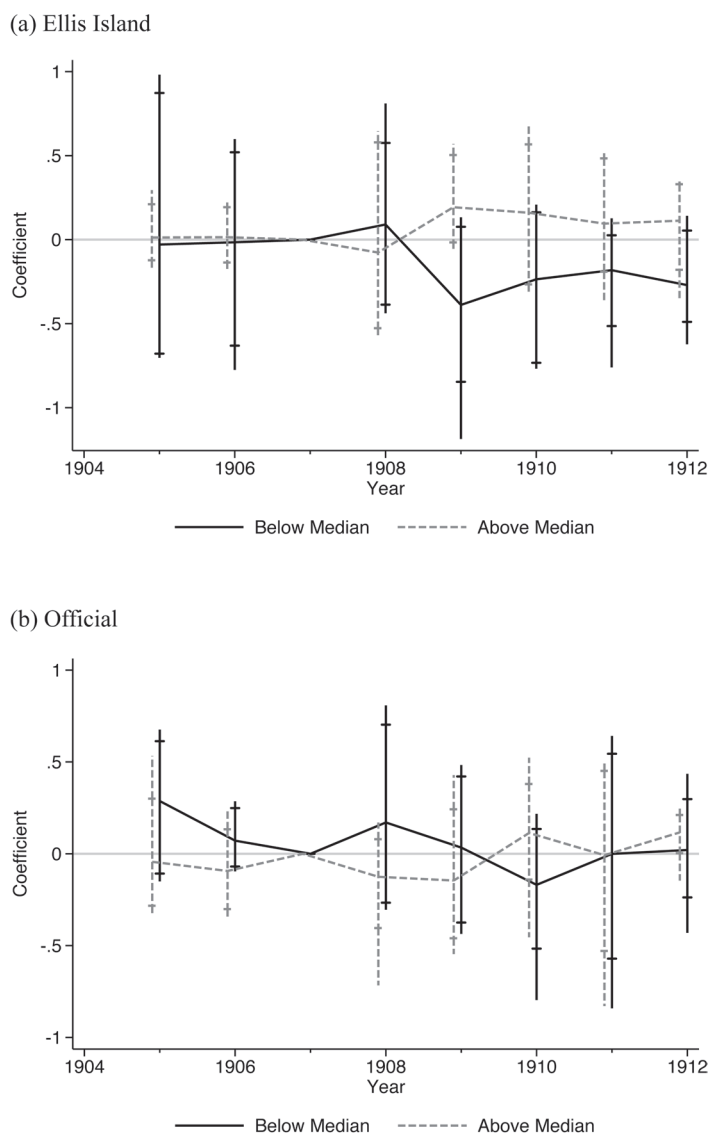 (a) Ellis Island
1
.5
0
-.5
-1
Coefficient
1904 1906 1908 1910 1912
Year
Below Median Above Median
(b) Official
1
.5
0
-.5
-1
Coefficient
1904 1906 1908 1910 1912
Year
Below Median Above Median